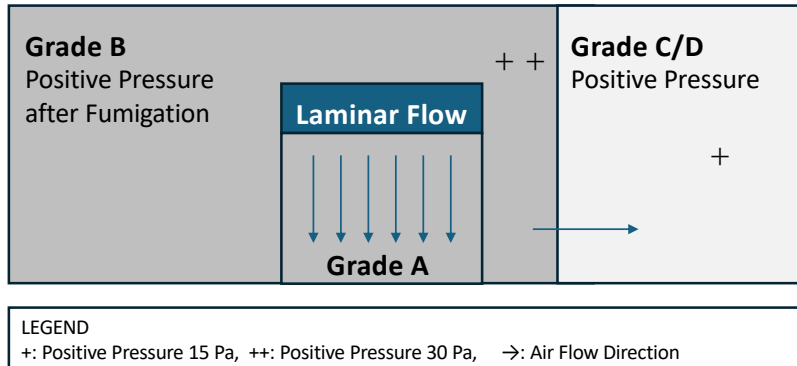 Grade B
Positive Pressure
after Fumigation
Laminar Flow
Grade A
+ +
Grade C/D
Positive Pressure
+
LEGEND
+: Positive Pressure 15 Pa, ++: Positive Pressure 30 Pa, →: Air Flow Direction